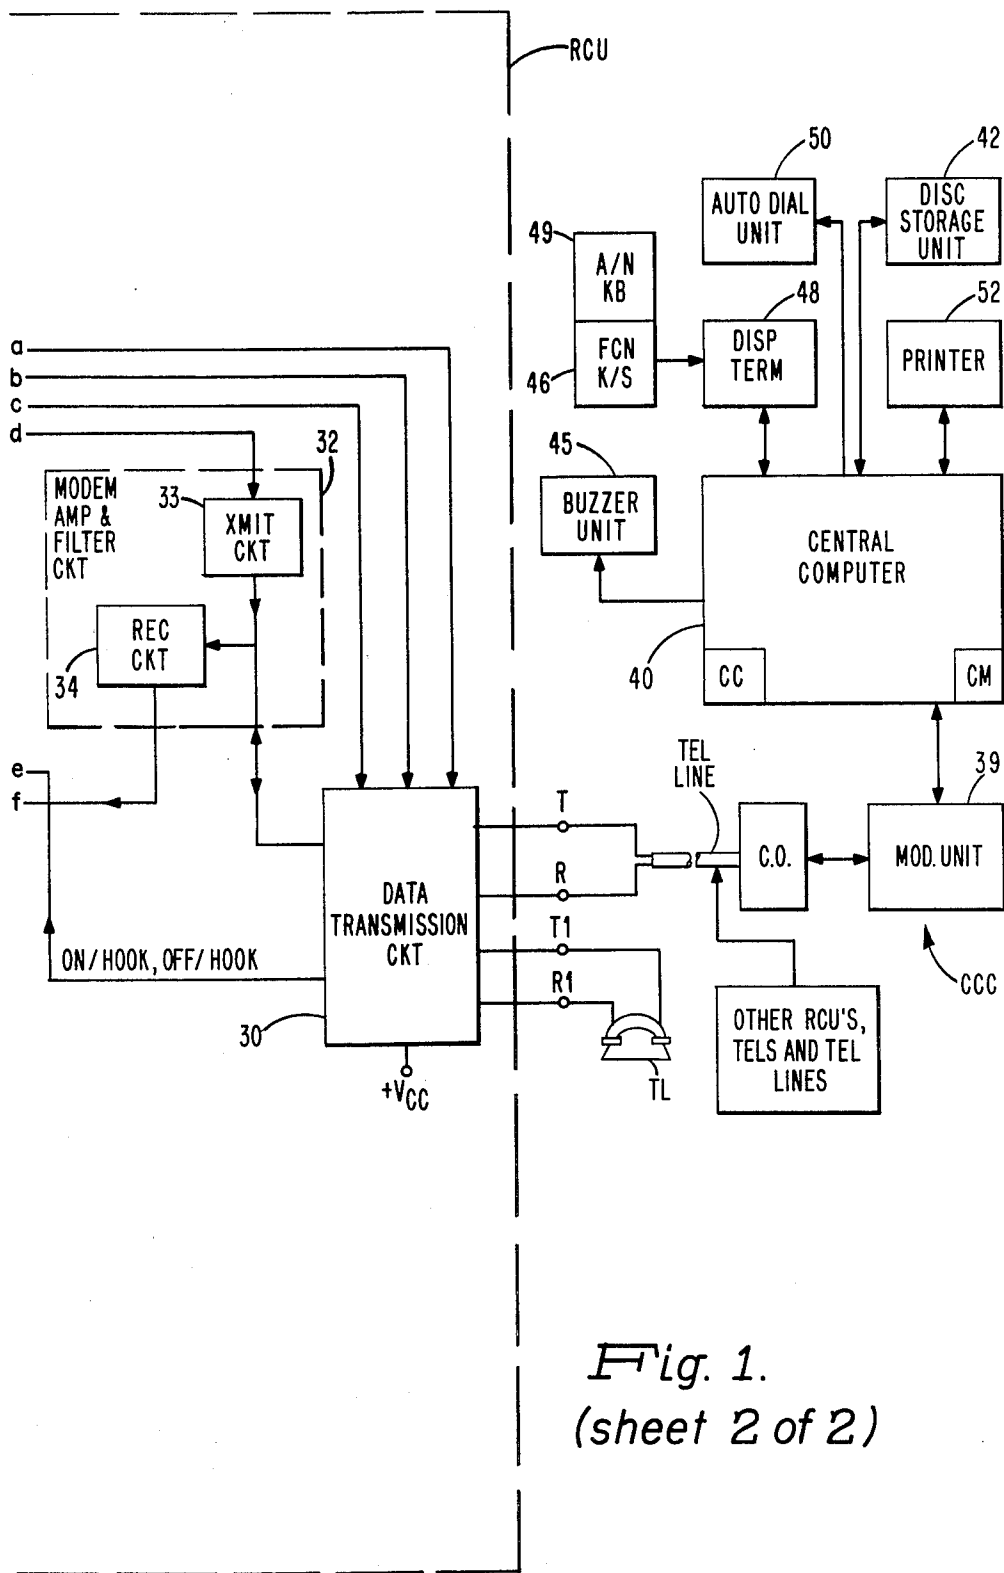 RCU
50
42
AUTO DIAL
UNIT
DISC
STORAGE
UNIT
49
A/N
KB
48
52
46
FCN
K/S
DISP
TERM
PRINTER
a
b
c
d
32
45
MODEM
AMP &
FILTER
CKT
33
XMIT
CKT
BUZZER
UNIT
CENTRAL
COMPUTER
REC
CKT
34
40
CC
CM
e
f
TEL
LINE
39
T
R
C.O.
MOD. UNIT
DATA
TRANSMISSION
CKT
T1
R1
ON/HOOK, OFF/HOOK
CCC
30
OTHER RCU'S,
TELS AND TEL
LINES
TL
+VCC
Fig. 1.
(sheet 2 of 2)